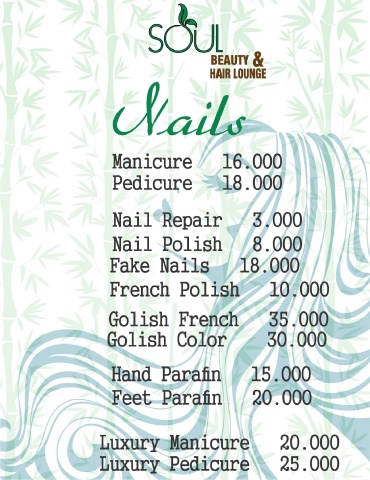 SOUL
BEAUTY &
HAIR LOUNGE
Nails
Manicure 16.000
Pedicure 18.000
Nail Repair 3.000
Nail Polish 8.000
Fake Nails 18.000
French Polish 10.000
Golish French 35.000
Golish Color 30.000
Hand Parafin 15.000
Feet Parafin 20.000
Luxury Manicure 20.000
Luxury Pedicure 25.000